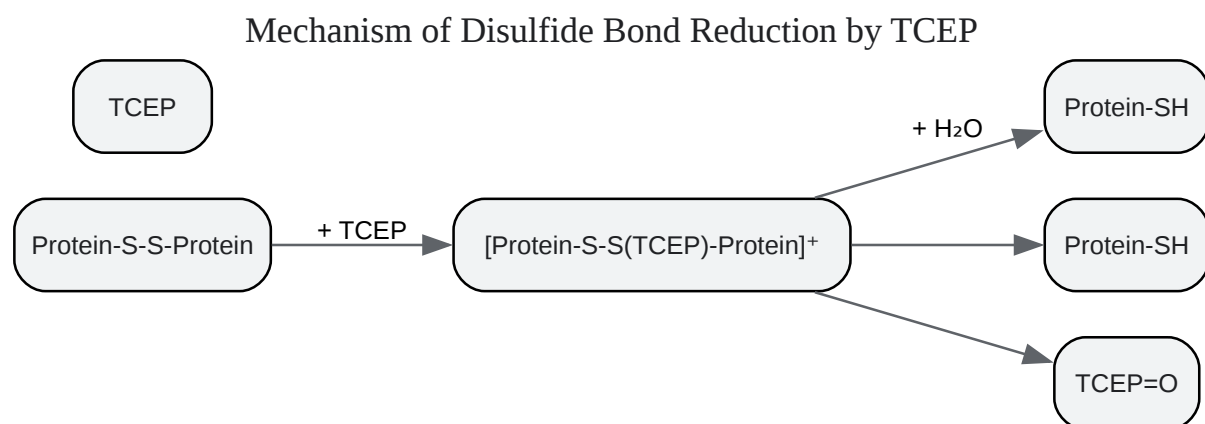 Mechanism of Disulfide Bond Reduction by TCEP
TCEP
Protein-S-S-Protein
+ TCEP
[Protein-S-S(TCEP)-Protein]⁺
+ H₂O
Protein-SH
Protein-SH
TCEP=O